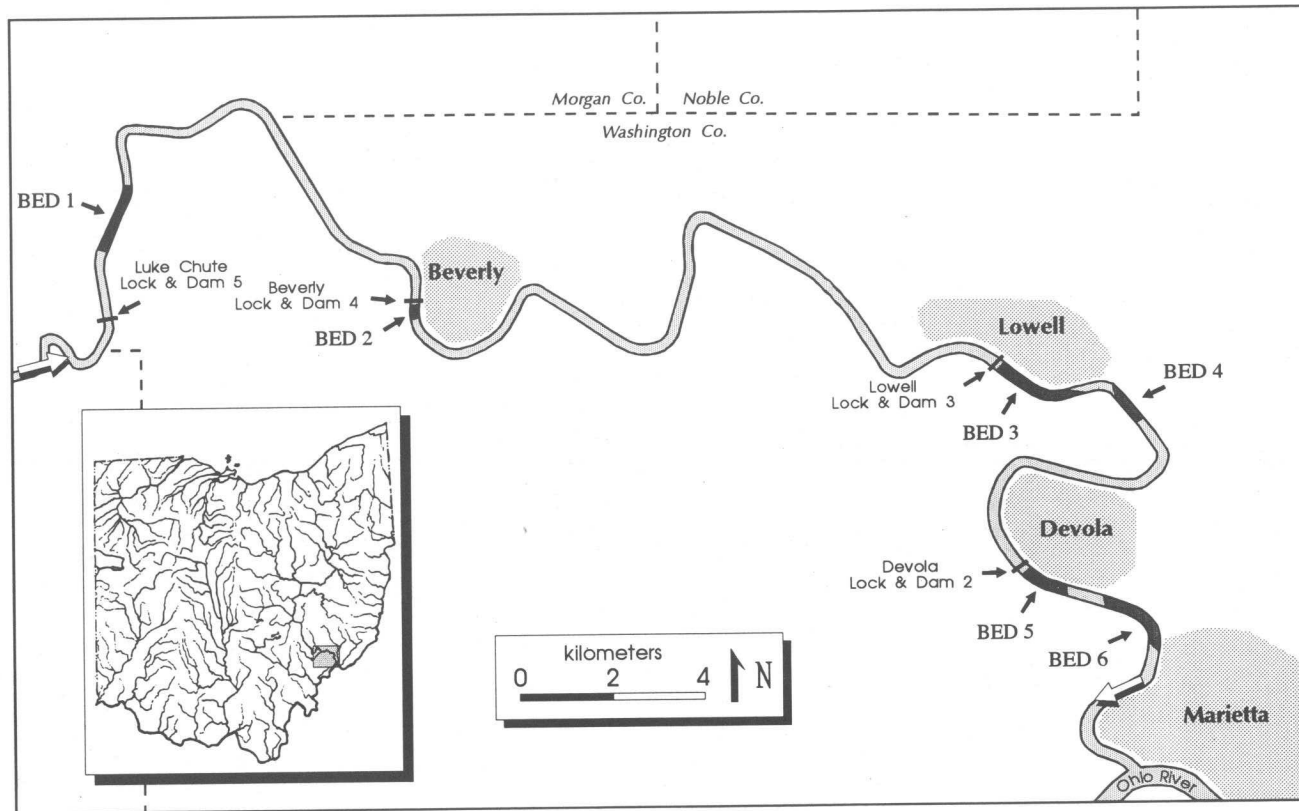 Morgan Co.
Noble Co.
Washington Co.
BED 1
Luke Chute
Lock & Dam 5
Beverly
Lock & Dam 4
BED 2
Beverly
Lowell
Lowell
Lock & Dam 3
BED 3
BED 4
Devola
Devola
Lock & Dam 2
BED 5
BED 6
kilometers
0 2 4
N
Marietta
Ohio River